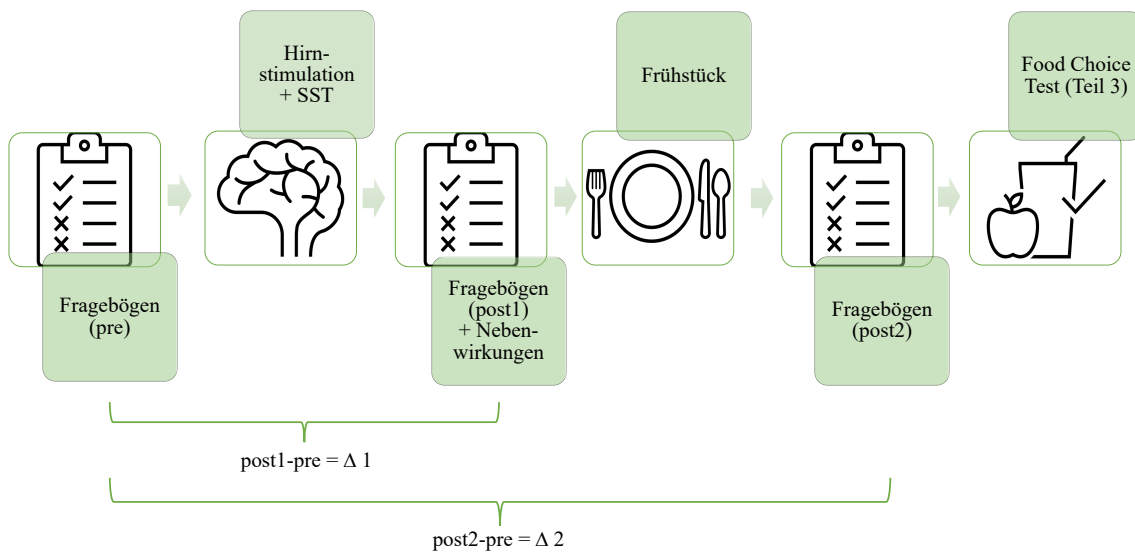 Hirn-
stimulation
+ SST
Frühstück
Food Choice
Test (Teil 3)
Fragebögen
(pre)
Fragebögen
(post1)
+ Neben-
wirkungen
Fragebögen
(post2)
post1-pre = Δ 1
post2-pre = Δ 2